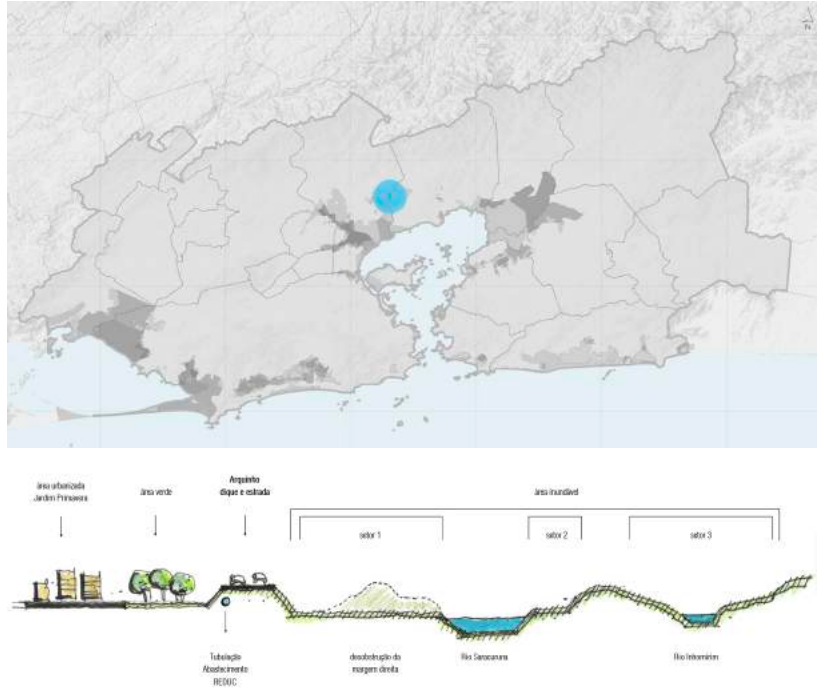 N
área urbanizada
Jardim Primavera
área verde
Arquinho
dique e estrada
área inundável
setor 1
setor 2
setor 3
Tubulação
Abastecimento
REDUC
desobstrução da
margem direita
Rio Saracuruna
Rio Inhomirim